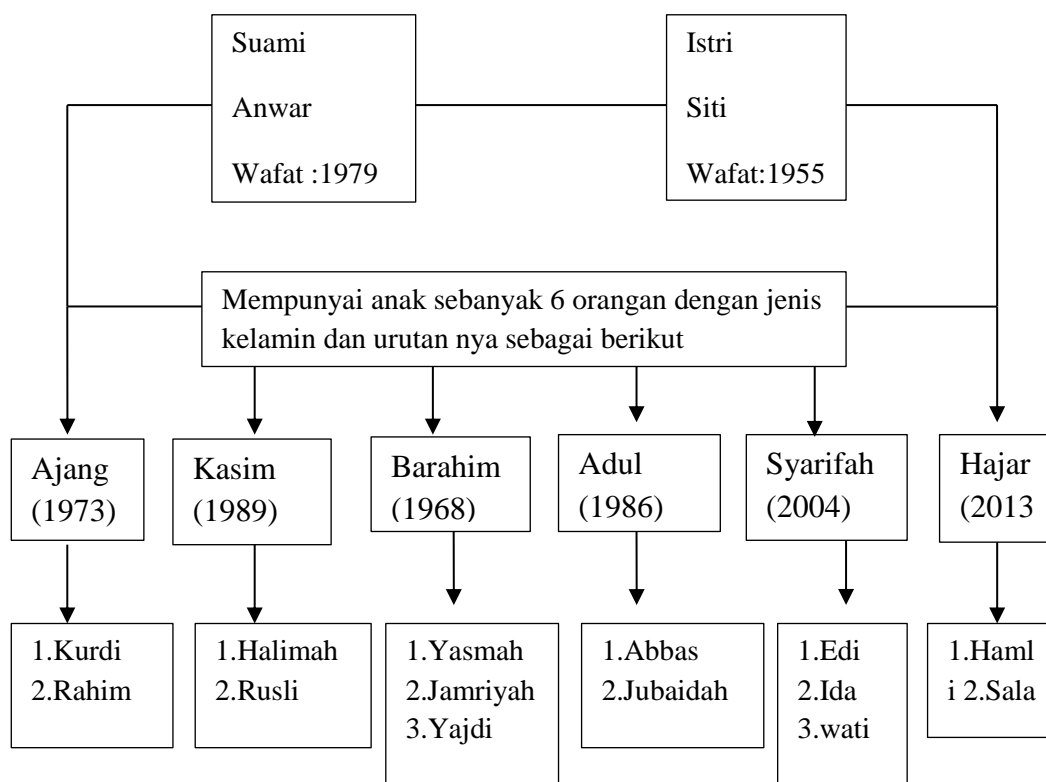 Suami
Anwar
Wafat :1979
Istri
Siti
Wafat:1955
Mempunyai anak sebanyak 6 orangan dengan jenis
kelamin dan urutan nya sebagai berikut
Ajang
(1973)
Kasim
(1989)
Barahim
(1968)
Adul
(1986)
Syarifah
(2004)
Hajar
(2013
1.Kurdi
2.Rahim
1.Halimah
2.Rusli
1.Yasmah
2.Jamriyah
3.Yajdi
1.Abbas
2.Jubaidah
1.Edi
2.Ida
3.wati
1.Haml
i 2.Sala